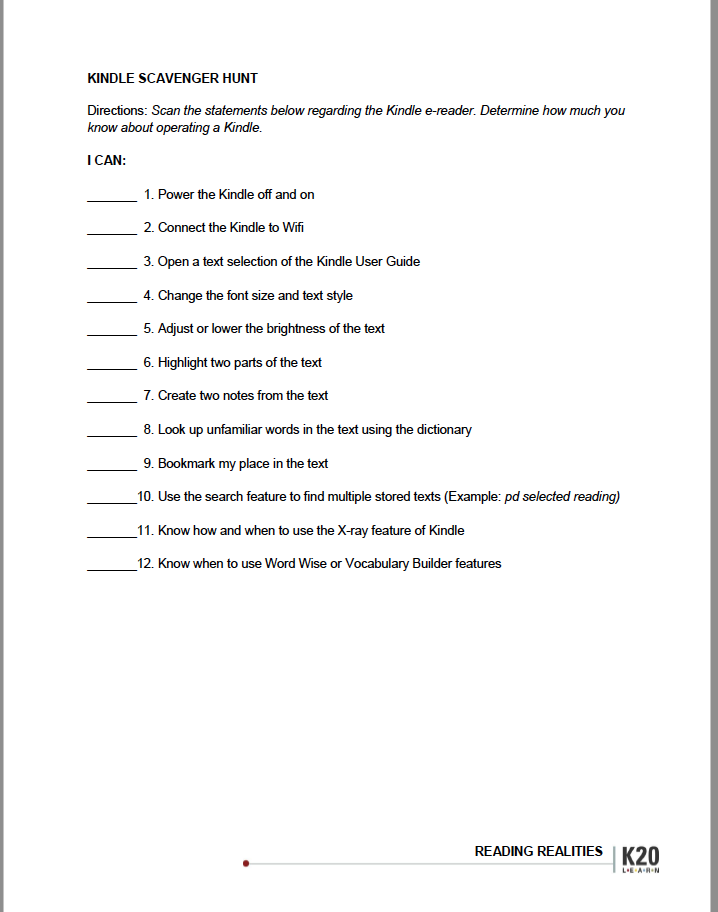 KINDLE SCAVENGER HUNT
Directions: Scan the statements below regarding the Kindle e-reader. Determine how much you
know about operating a Kindle.
I CAN:
_______ 1. Power the Kindle off and on
_______ 2. Connect the Kindle to Wifi
_______ 3. Open a text selection of the Kindle User Guide
_______ 4. Change the font size and text style
_______ 5. Adjust or lower the brightness of the text
_______ 6. Highlight two parts of the text
_______ 7. Create two notes from the text
_______ 8. Look up unfamiliar words in the text using the dictionary
_______ 9. Bookmark my place in the text
_______10. Use the search feature to find multiple stored texts (Example: pd selected reading)
_______11. Know how and when to use the X-ray feature of Kindle
_______12. Know when to use Word Wise or Vocabulary Builder features
READING REALITIES
K20
L•E•A•R•N